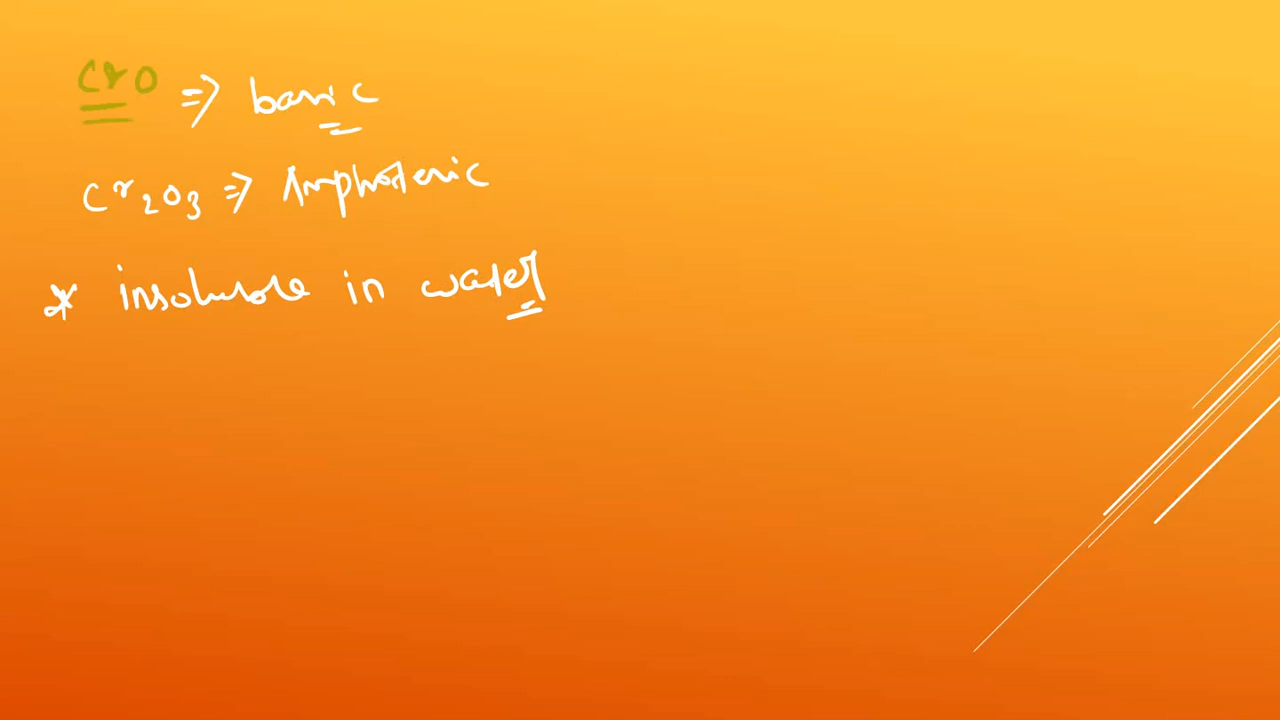 CrO ⇒ basic
Cr₂O₃ ⇒ Amphoteric
* insoluble in water